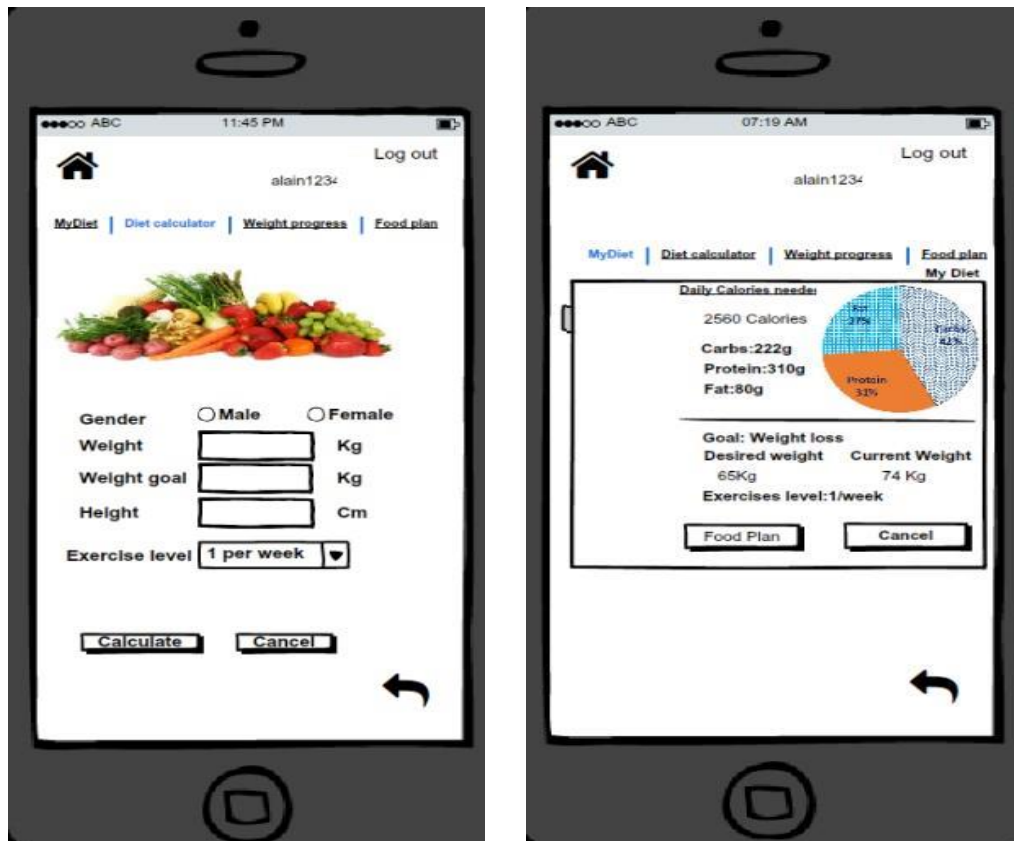 ABC 11:45 PM
Log out
alain1234
MyDiet | Diet calculator | Weight progress | Food plan
Gender Male Female
Weight Kg
Weight goal Kg
Height Cm
Exercise level 1 per week
Calculate Cancel
ABC 07:19 AM
Log out
alain1234
MyDiet | Diet calculator | Weight progress | Food plan
My Diet
Daily Calories neede
2560 Calories
Carbs:222g
Protein:310g
Fat:80g
Fat
27%
Carbs
42%
Protein
31%
Goal: Weight loss
Desired weight Current Weight
65Kg 74 Kg
Exercises level:1/week
Food Plan Cancel